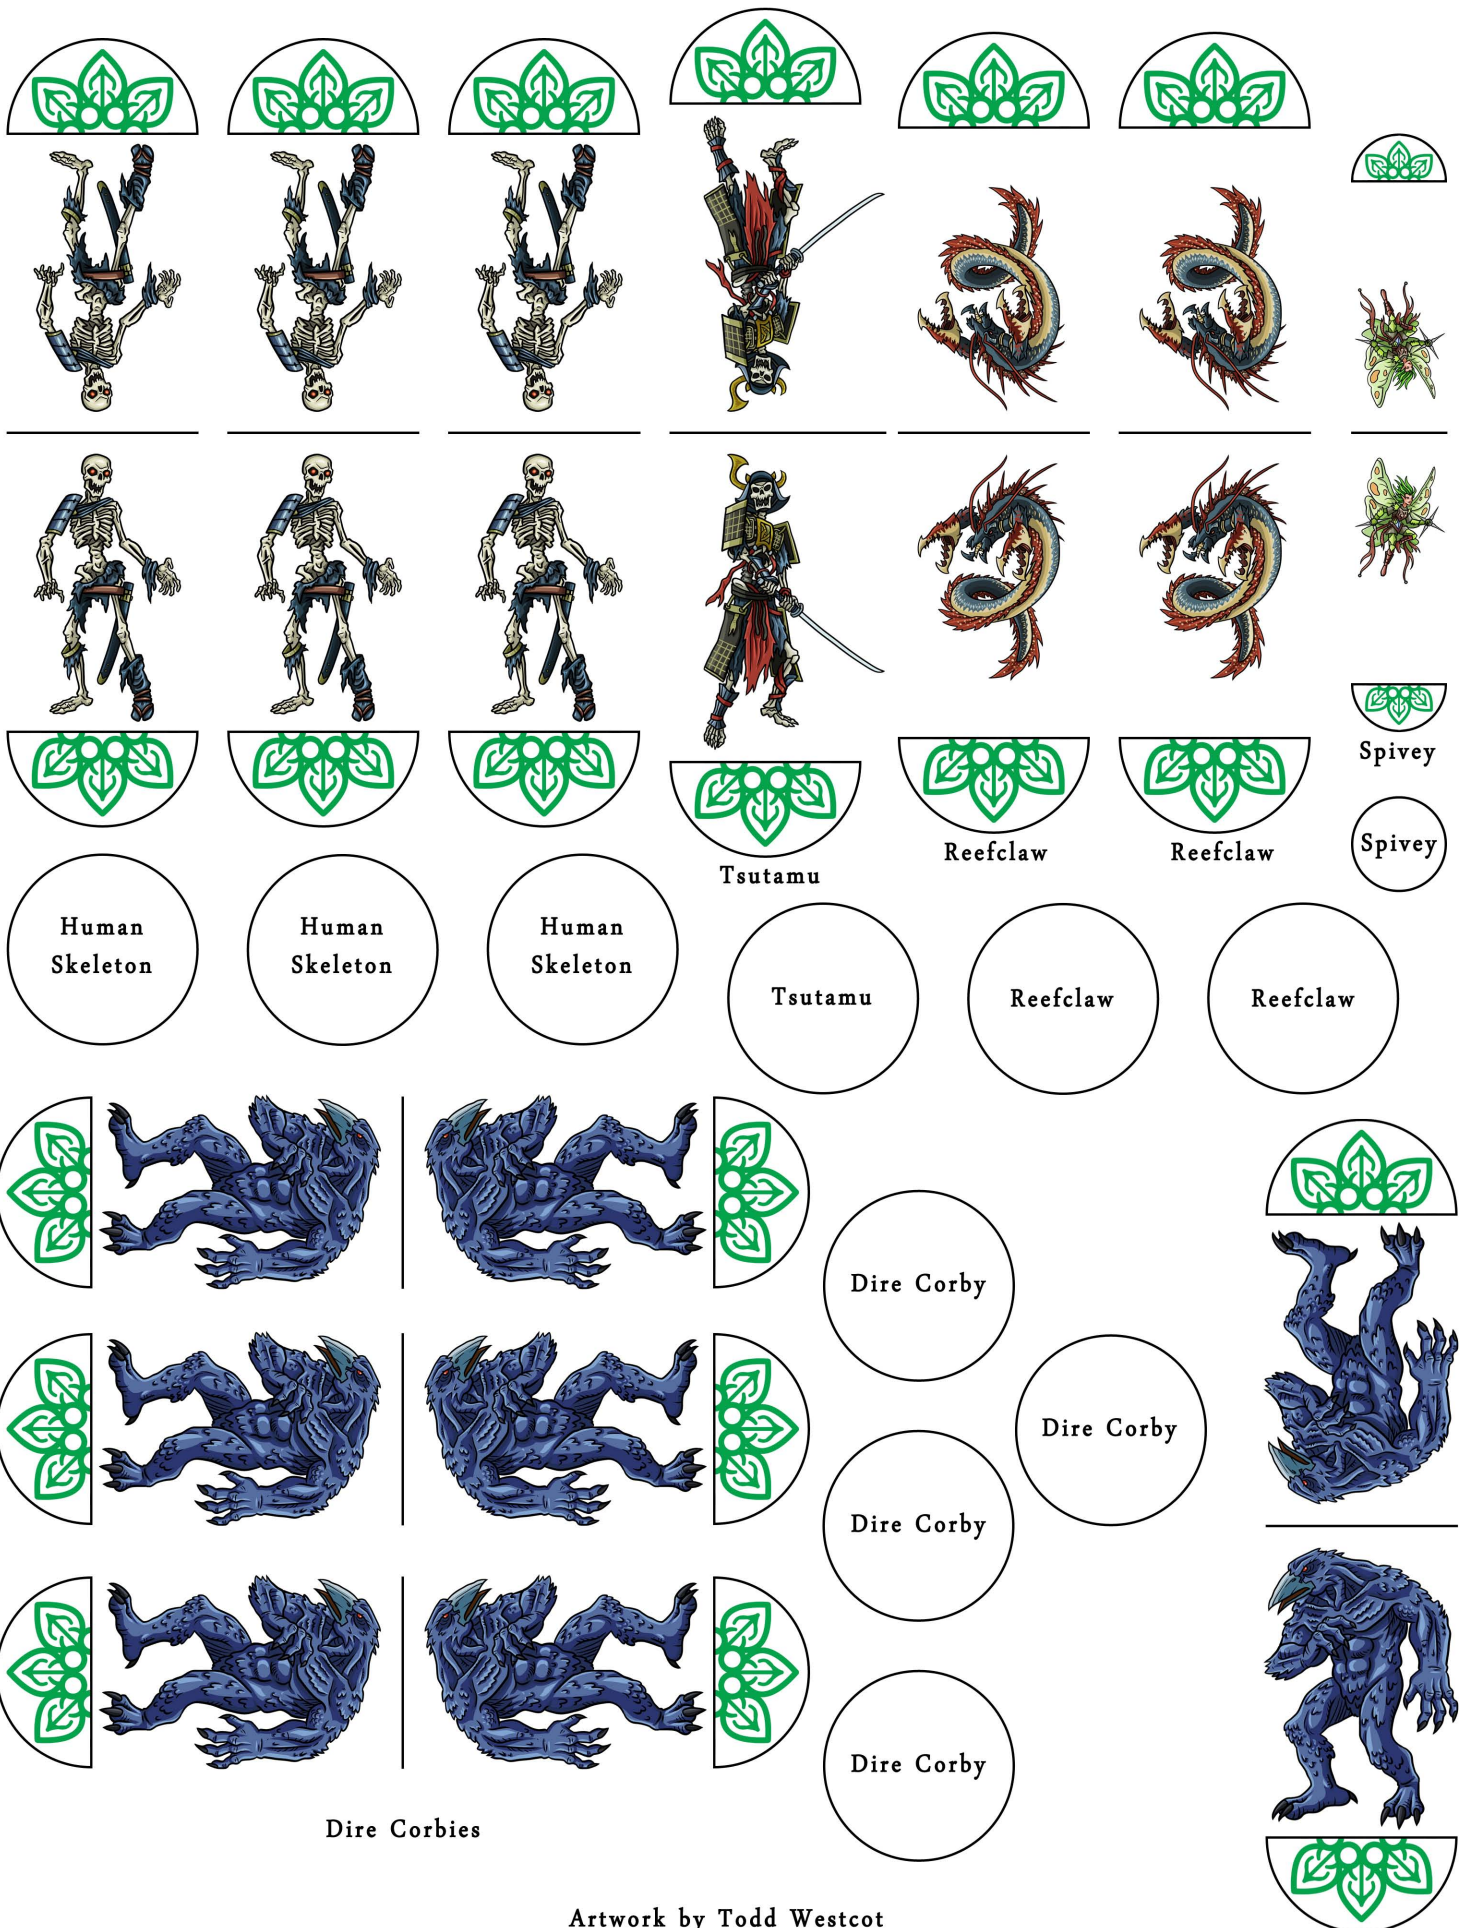 Spivey
Reefclaw
Reefclaw
Tsutamu
Spivey
Human
Skeleton
Human
Skeleton
Human
Skeleton
Tsutamu
Reefclaw
Reefclaw
Dire Corby
Dire Corby
Dire Corby
Dire Corby
Dire Corbies
Artwork by Todd Westcot